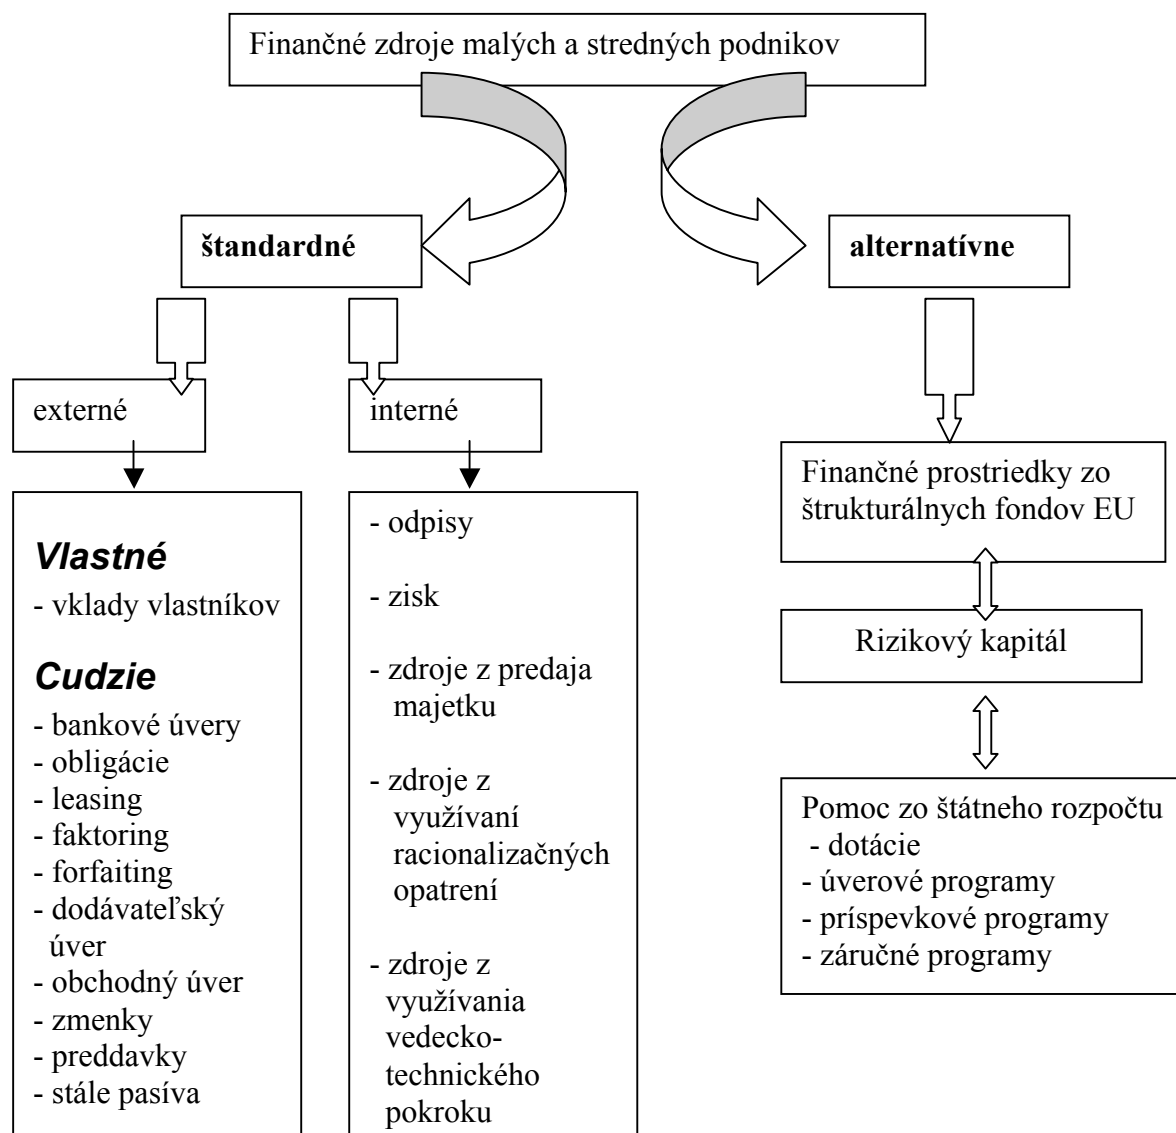 Finančné zdroje malých a stredných podnikov
štandardné
alternatívne
externé
interné
Vlastné
- vklady vlastníkov
Cudzie
- bankové úvery
- obligácie
- leasing
- faktoring
- forfaiting
- dodávateľský
úver
- obchodný úver
- zmenky
- preddavky
- stále pasíva
- odpisy
- zisk
- zdroje z predaja
majetku
- zdroje z
využívaní
racionalizačných
opatrení
- zdroje z
využívania
vedecko-
technického
pokroku
Finančné prostriedky zo
štrukturálnych fondov EU
Rizikový kapitál
Pomoc zo štátneho rozpočtu
- dotácie
- úverové programy
- príspevkové programy
- záručné programy